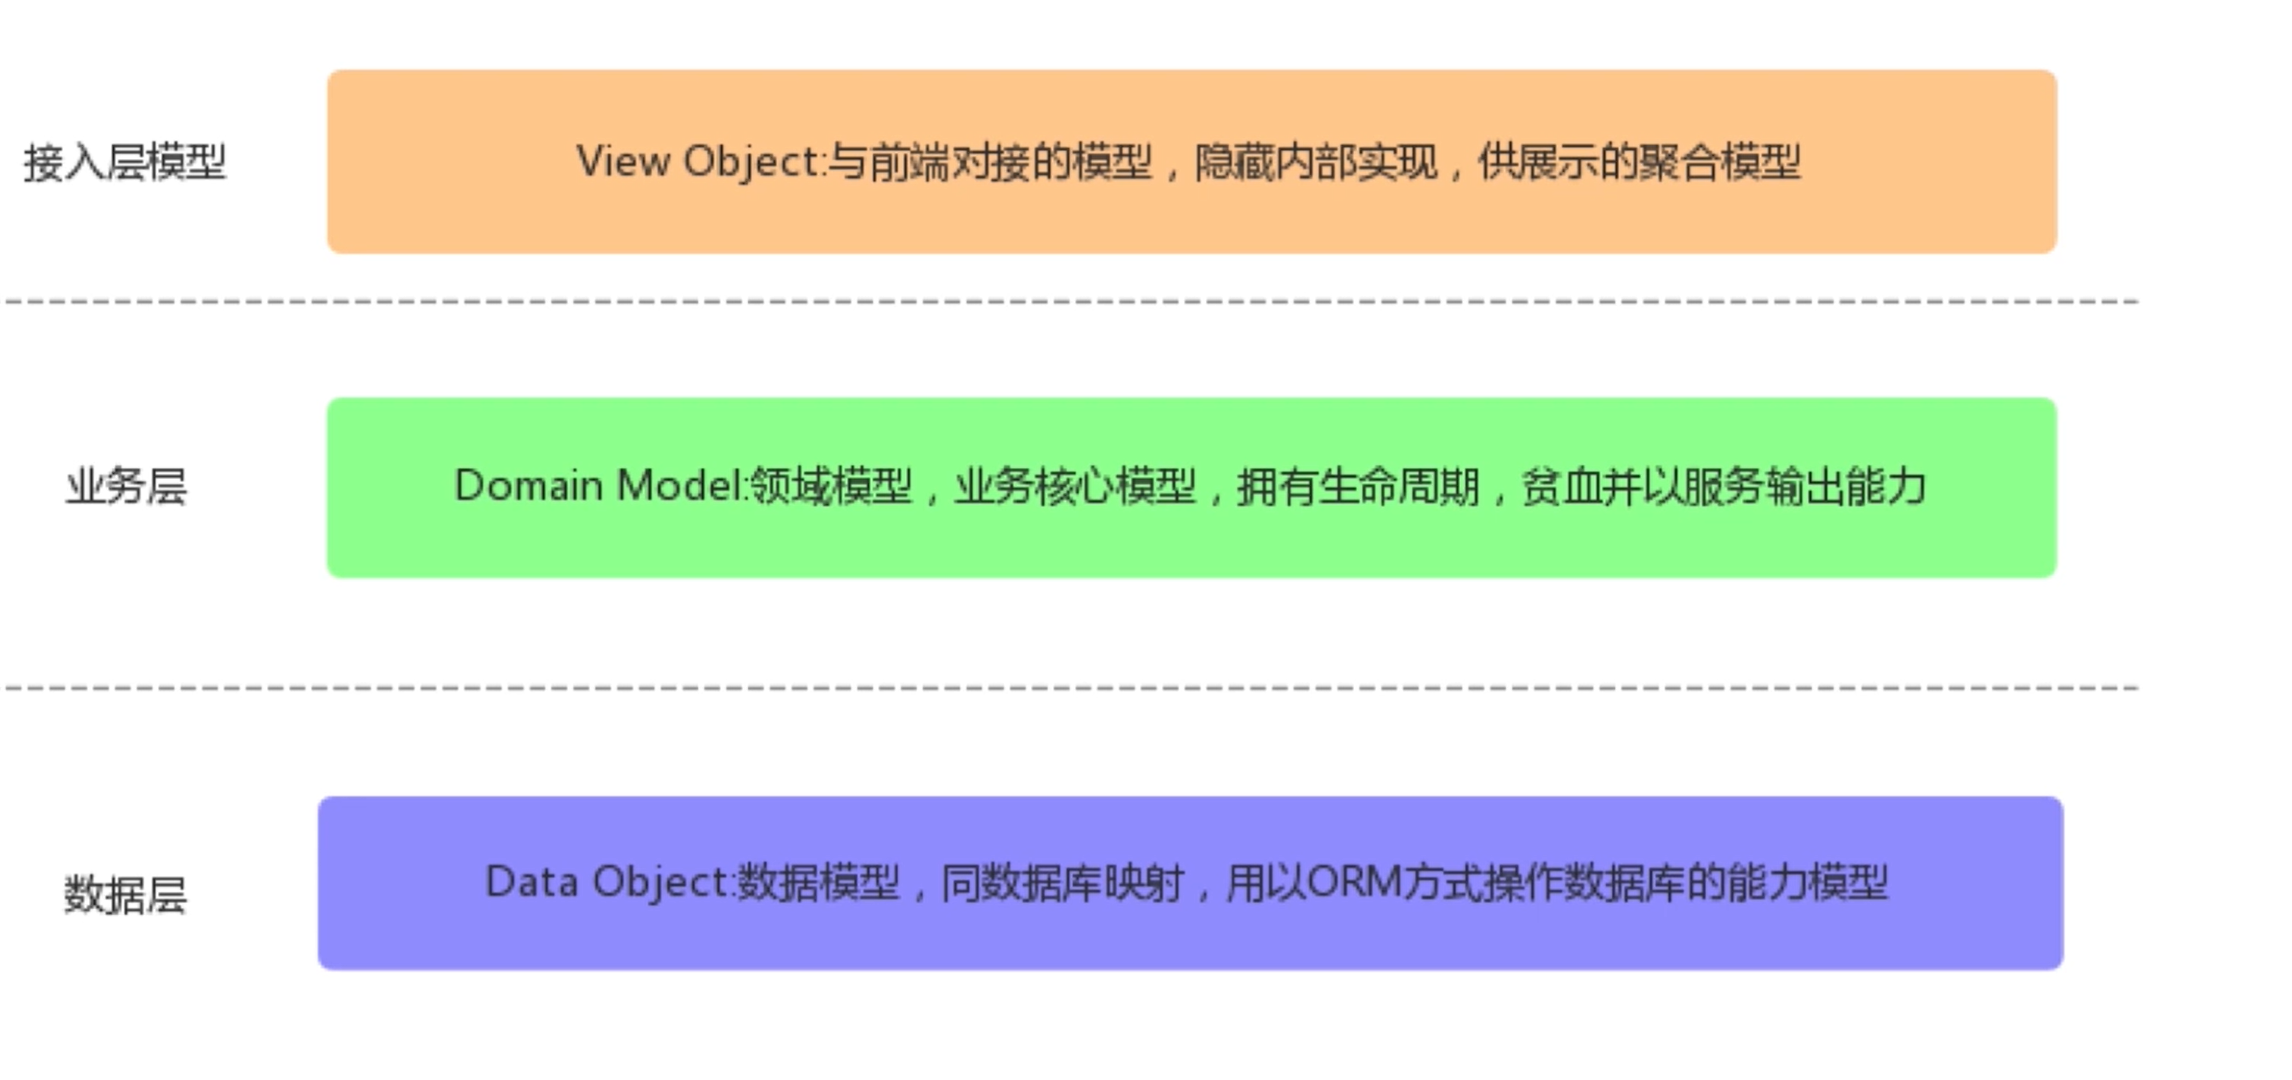 接入层模型
View Object:与前端对接的模型，隐藏内部实现，供展示的聚合模型
业务层
Domain Model:领域模型，业务核心模型，拥有生命周期，贫血并以服务输出能力
数据层
Data Object:数据模型，同数据库映射，用以ORM方式操作数据库的能力模型